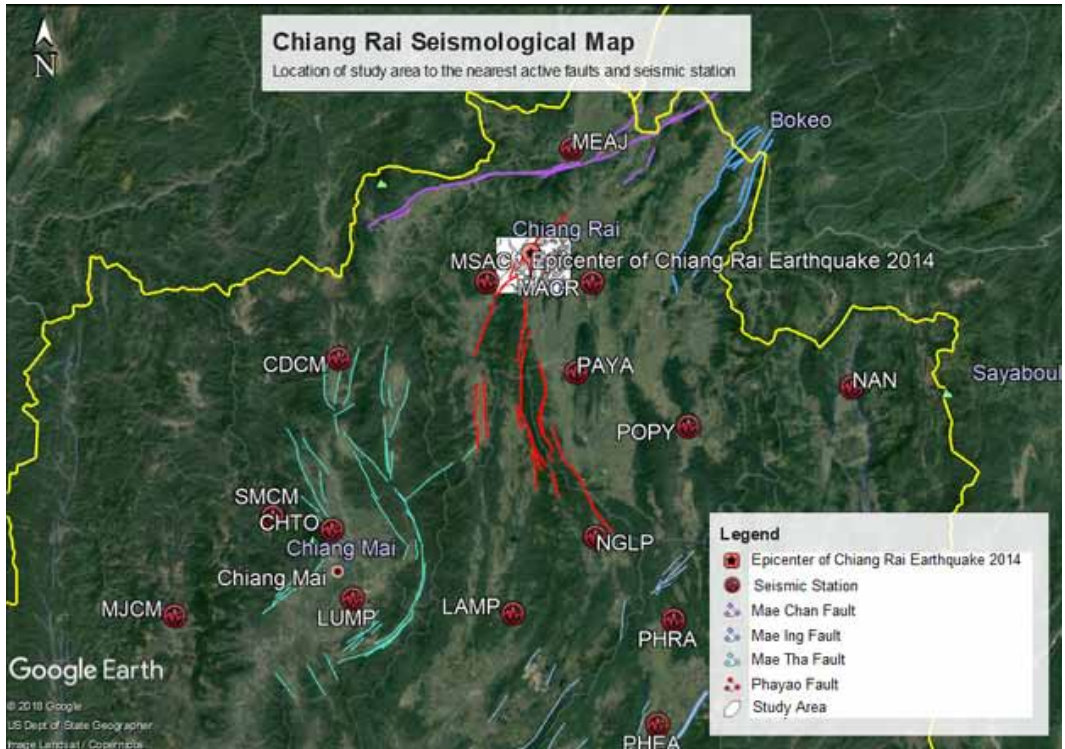 Chiang Rai Seismological Map
Location of study area to the nearest active faults and seismic station
N
Bokeo
MEAJ
Chiang Rai
MSAC
Epicenter of Chiang Rai Earthquake 2014
MACR
CDCM
PAYA
NAN
Sayaboul
POPY
SMCM
CHTO
Chiang Mai
NGLP
Chiang Mai
MJCM
LUMP
LAMP
PHRA
PHEA
Legend
Epicenter of Chiang Rai Earthquake 2014
Seismic Station
Mae Chan Fault
Mae Ing Fault
Mae Tha Fault
Phayao Fault
Study Area
Google Earth
© 2018 Google
US Dept of State Geographer
Image Landsat / Copernicus